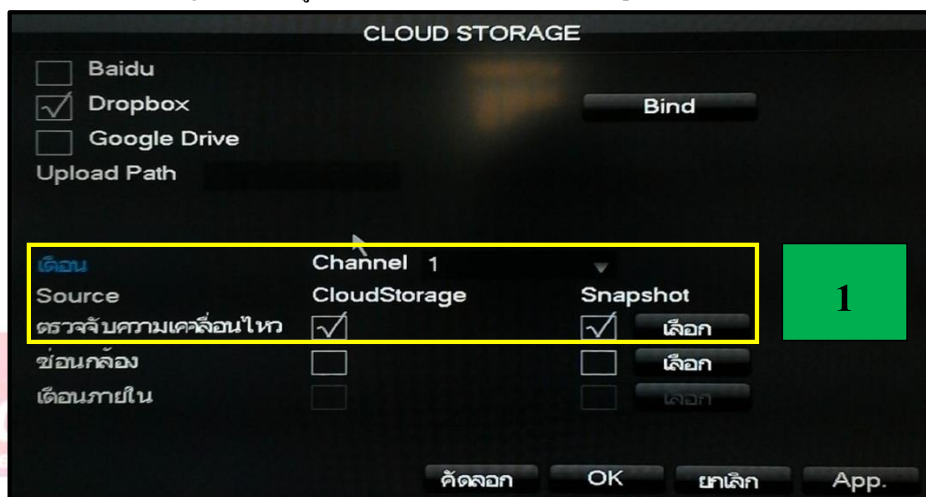 CLOUD STORAGE
Baidu
Dropbox Bind
Google Drive
Upload Path
เตือน Channel 1
Source CloudStorage Snapshot 1
ตรวจจับความเคลื่อนไหว เลือก
ซ่อนกล้อง เลือก
เตือนภายใน เลือก
คัดลอก OK ยกเลิก App.